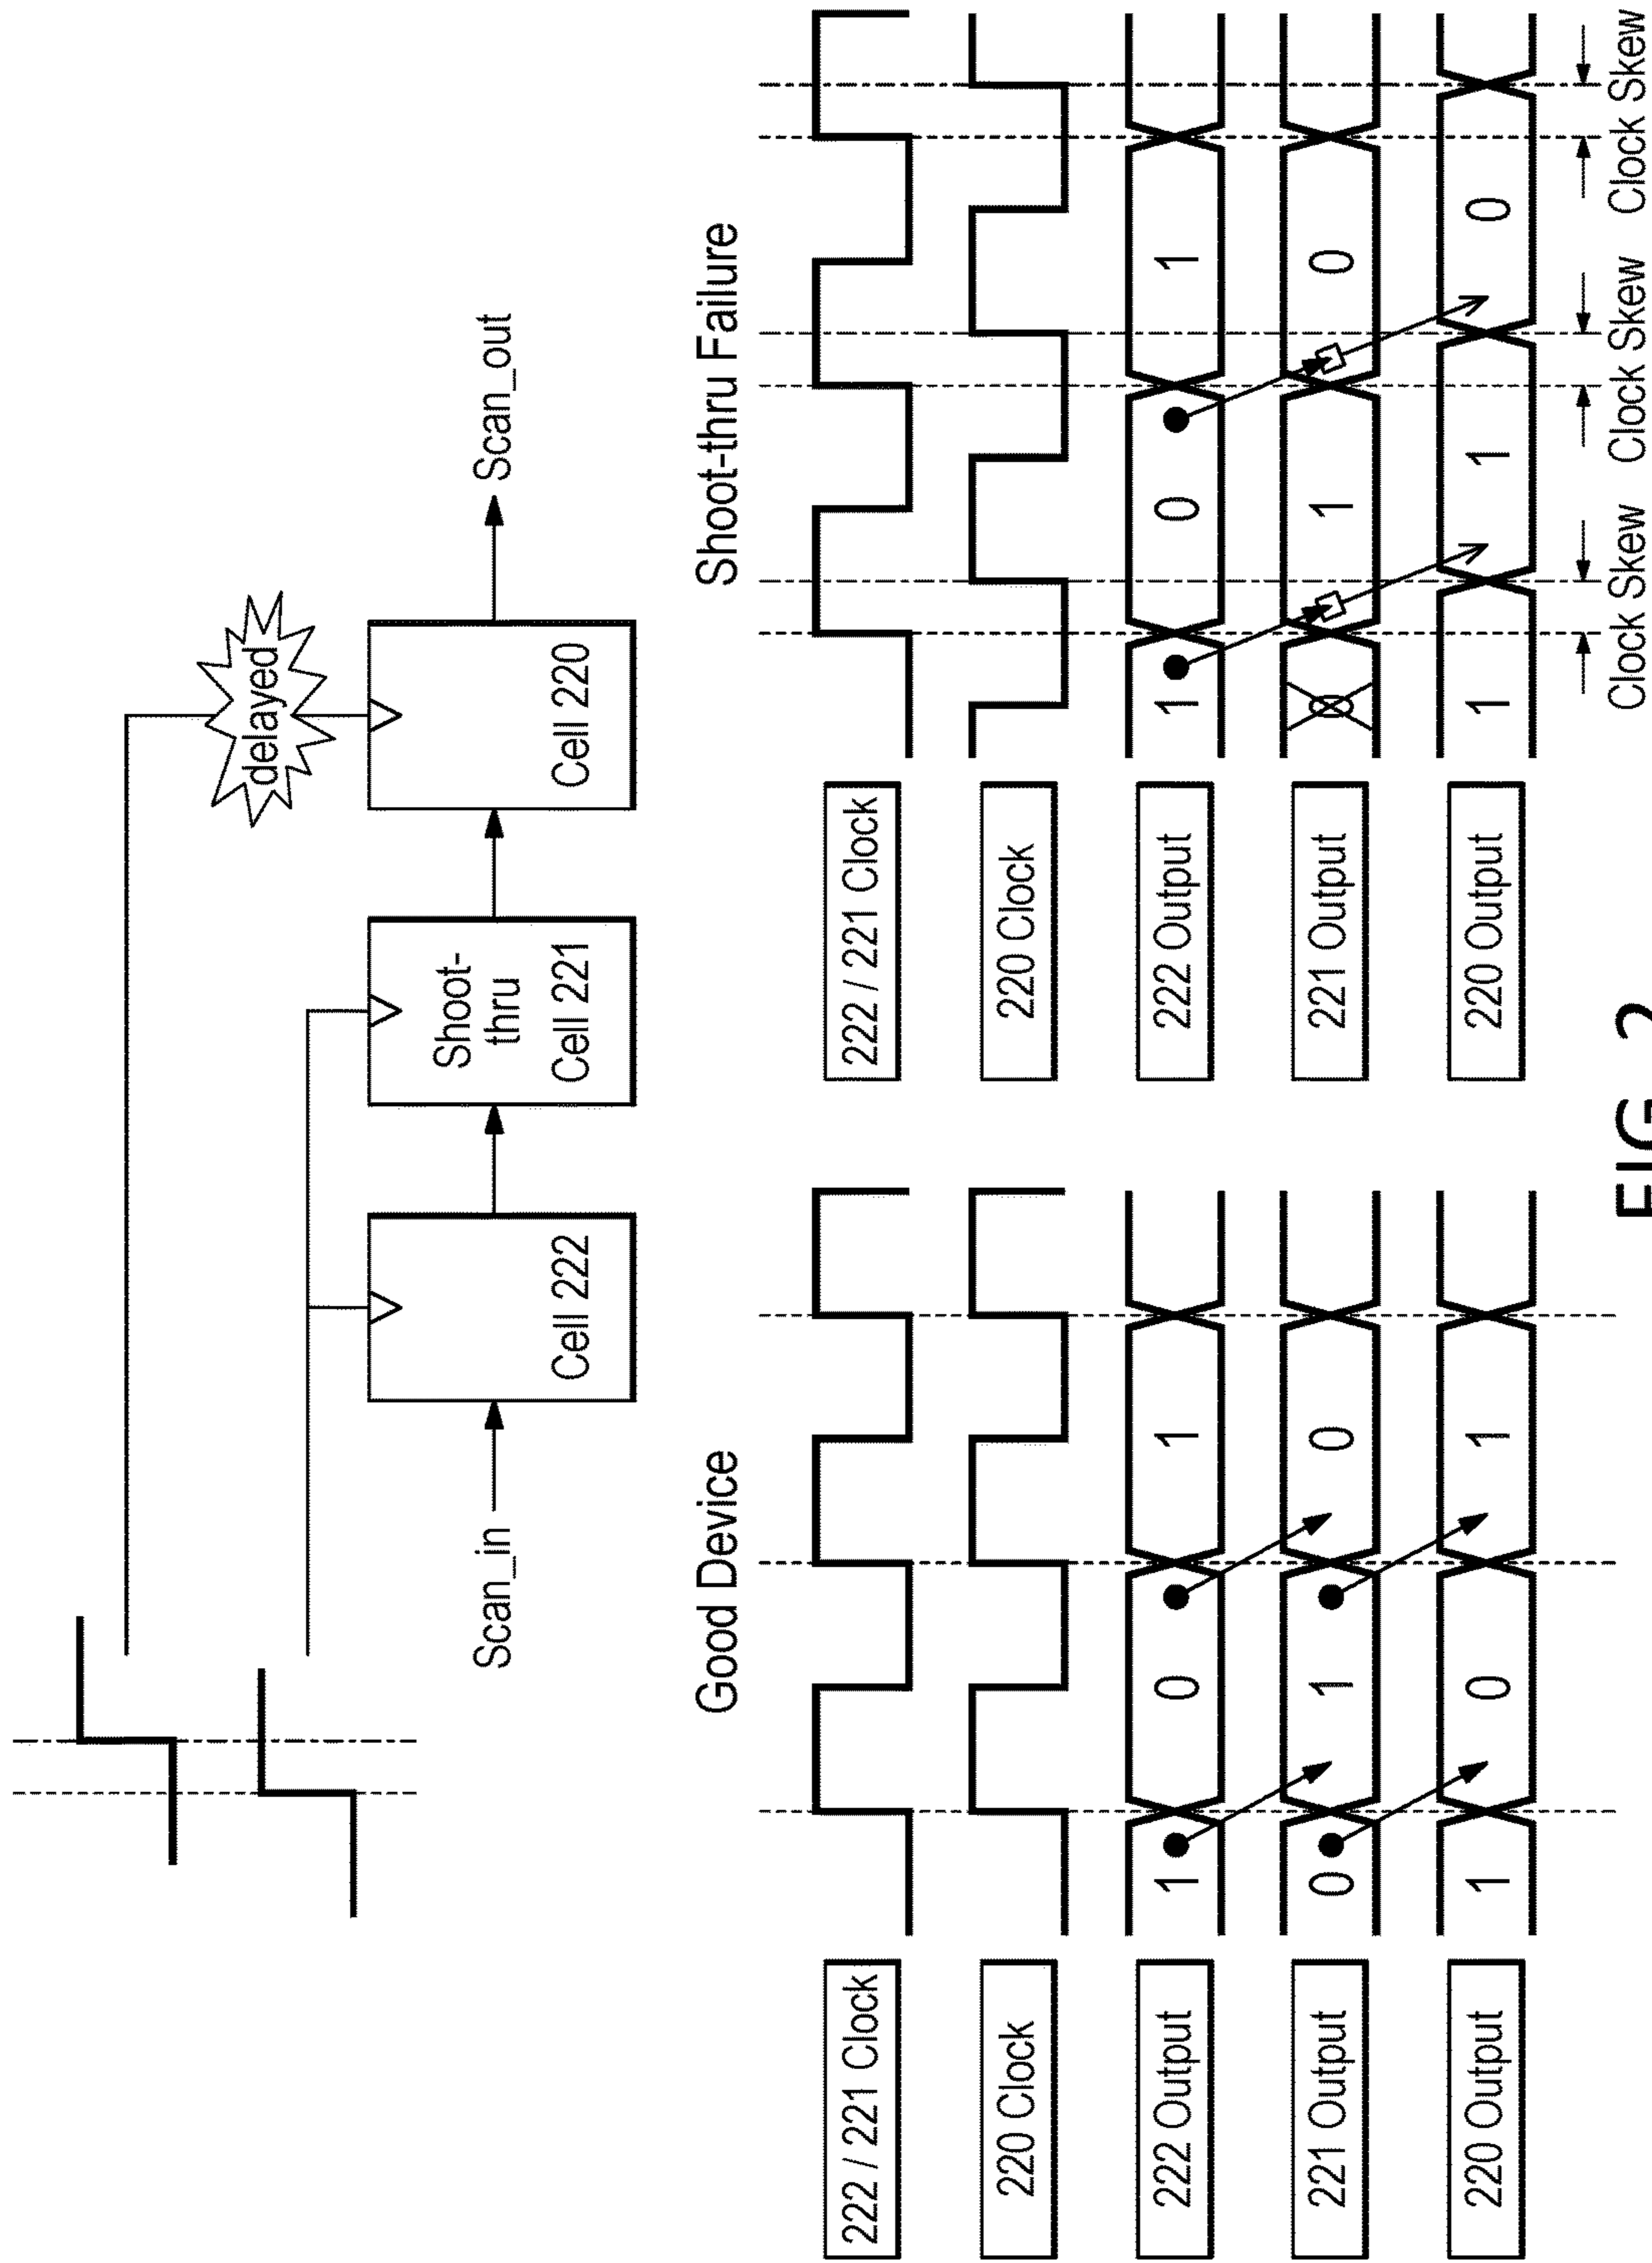 delayed
Scan_in
Cell 222
Shoot-
thru
Cell 221
Cell 220
Scan_out
Good Device
222 / 221 Clock
220 Clock
222 Output
1 0 1
221 Output
0 1 0
220 Output
1 0 1
Shoot-thru Failure
222 / 221 Clock
220 Clock
222 Output
1 0 1
221 Output
0 1 0
220 Output
1 1 0
Clock Skew Clock Skew Clock Skew
FIG. 2